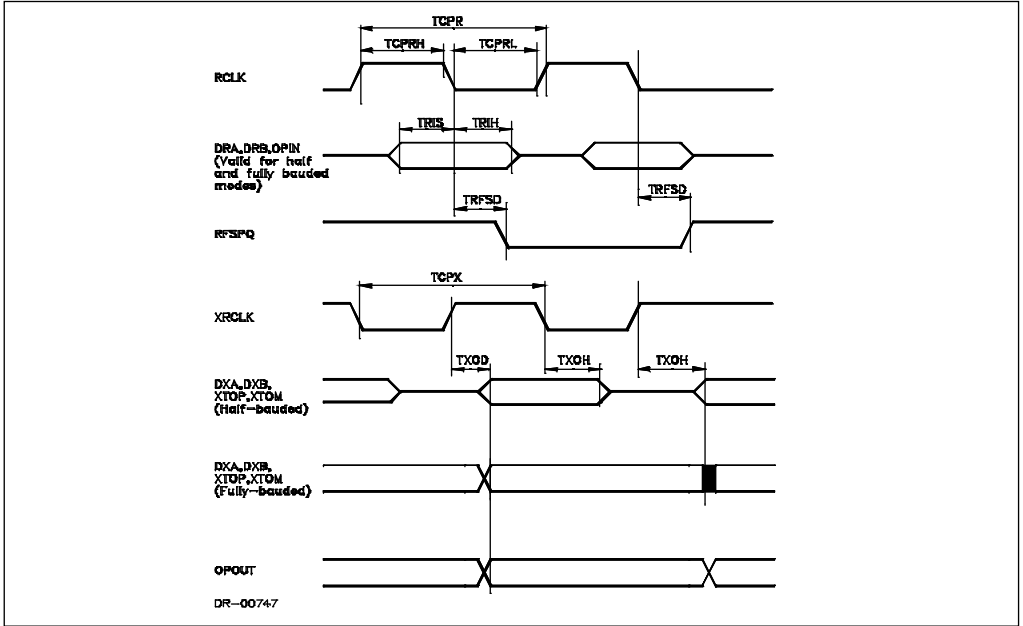 TCPR
TCPRH TCPRL
RCLK
TRIS TRIH
DRA,DRB,OPIN
(Valid for half
and fully bauded
modes)
TRFSD TRFSD
RFSPQ
TCPX
XRCLK
TXOD TXOH TXOH
DXA,DXB,
XTOP,XTOM
(Half-bauded)
DXA,DXB,
XTOP,XTOM
(Fully-bauded)
OPOUT
DR-00747